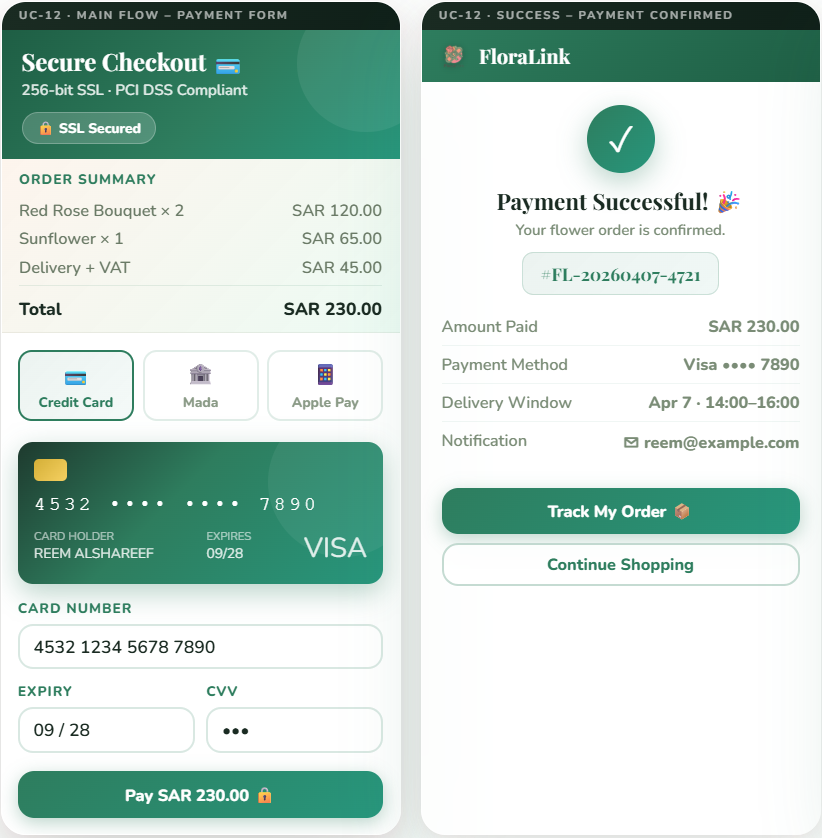 UC-12 · MAIN FLOW – PAYMENT FORM
Secure Checkout 💳
256-bit SSL · PCI DSS Compliant
🔒 SSL Secured
ORDER SUMMARY
Red Rose Bouquet × 2 SAR 120.00
Sunflower × 1 SAR 65.00
Delivery + VAT SAR 45.00
Total SAR 230.00
Credit Card Mada Apple Pay
4532 •••• •••• 7890
CARD HOLDER EXPIRES
REEM ALSHAREEF 09/28
VISA
CARD NUMBER
4532 1234 5678 7890
EXPIRY CVV
09 / 28 •••
Pay SAR 230.00 🔒
UC-12 · SUCCESS – PAYMENT CONFIRMED
FloraLink
✓
Payment Successful! 🎉
Your flower order is confirmed.
#FL-20260407-4721
Amount Paid SAR 230.00
Payment Method Visa •••• 7890
Delivery Window Apr 7 · 14:00–16:00
Notification ✉ reem@example.com
Track My Order 📦
Continue Shopping